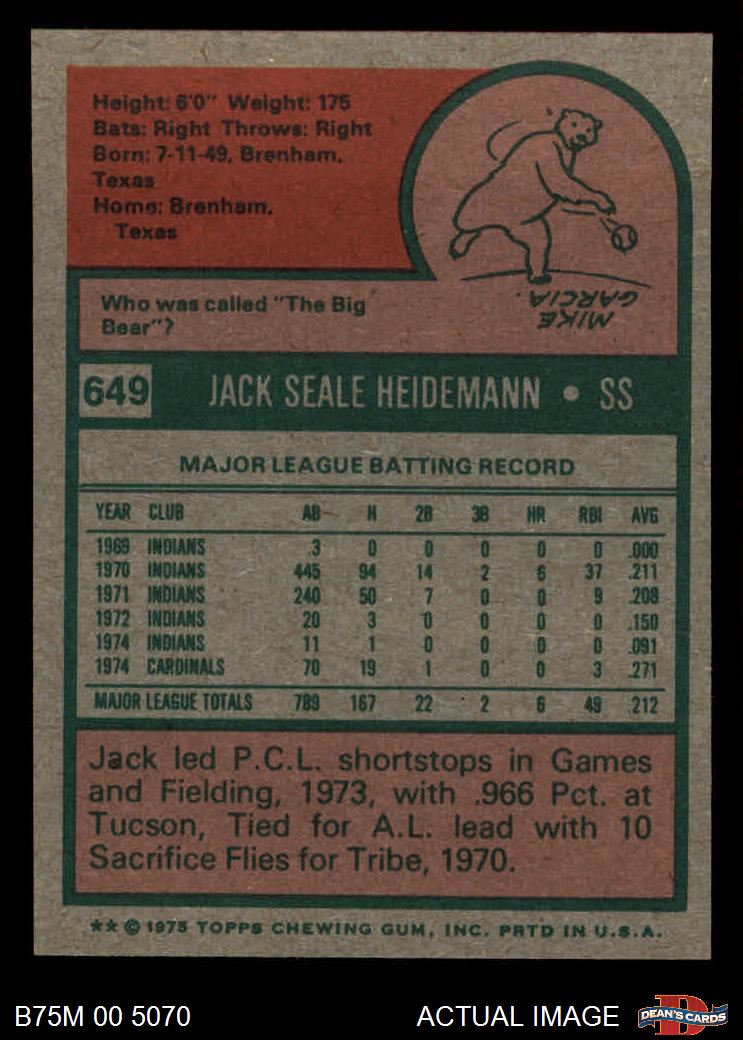 Height: 6'0" Weight: 175
Bats: Right Throws: Right
Born: 7-11-49, Brenham,
Texas
Home: Brenham,
Texas
Who was called "The Big
Bear"?
MIKE
GARCIA.
649 JACK SEALE HEIDEMANN • SS
MAJOR LEAGUE BATTING RECORD
YEAR CLUB AB H 2B 3B HR RBI AVG
1969 INDIANS 3 0 0 0 0 0 .000
1970 INDIANS 445 94 14 2 6 37 .211
1971 INDIANS 240 50 7 0 0 9 .208
1972 INDIANS 20 3 0 0 0 0 .150
1974 INDIANS 11 1 0 0 0 0 .091
1974 CARDINALS 70 19 1 0 0 3 .271
MAJOR LEAGUE TOTALS 789 167 22 2 6 49 .212
Jack led P.C.L. shortstops in Games
and Fielding, 1973, with .966 Pct. at
Tucson, Tied for A.L. lead with 10
Sacrifice Flies for Tribe, 1970.
** © 1975 TOPPS CHEWING GUM, INC. PRTD IN U.S.A.
B75M 00 5070 ACTUAL IMAGE D DEAN'S CARDS